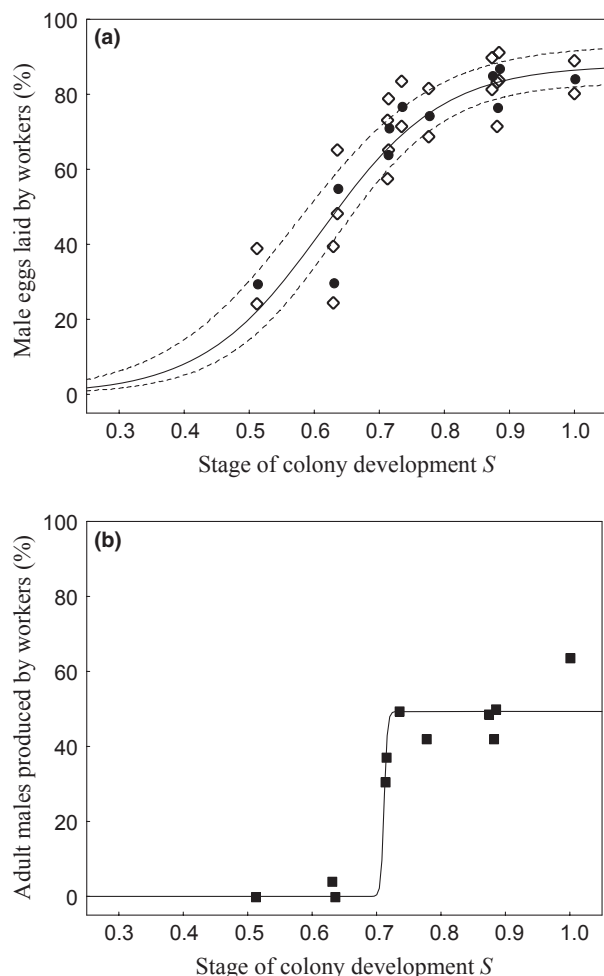 (a)
Male eggs laid by workers (%)
100
80
60
40
20
0
0.3 0.4 0.5 0.6 0.7 0.8 0.9 1.0
Stage of colony development S
(b)
Adult males produced by workers (%)
100
80
60
40
20
0
0.3 0.4 0.5 0.6 0.7 0.8 0.9 1.0
Stage of colony development S